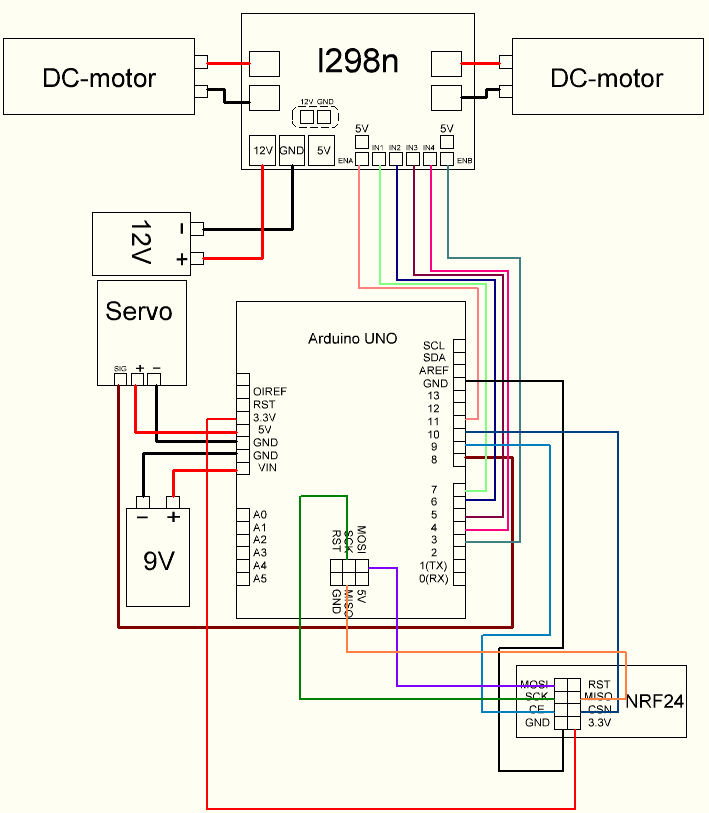 DC-motor
l298n
DC-motor
12V GND
5V
5V
12V
GND
5V
ENA
IN1
IN2
IN3
IN4
ENB
12V
-
+
Servo
SIG
+
-
Arduino UNO
SCL
SDA
AREF
GND
13
12
11
10
9
8
OIREF
RST
3.3V
5V
GND
GND
VIN
7
6
5
4
3
2
1(TX)
0(RX)
A0
A1
A2
A3
A4
A5
- +
9V
RST
SCK
MOSI
GND
MISO
5V
MOSI
SCK
CE
GND
RST
MISO
CSN
3.3V
NRF24